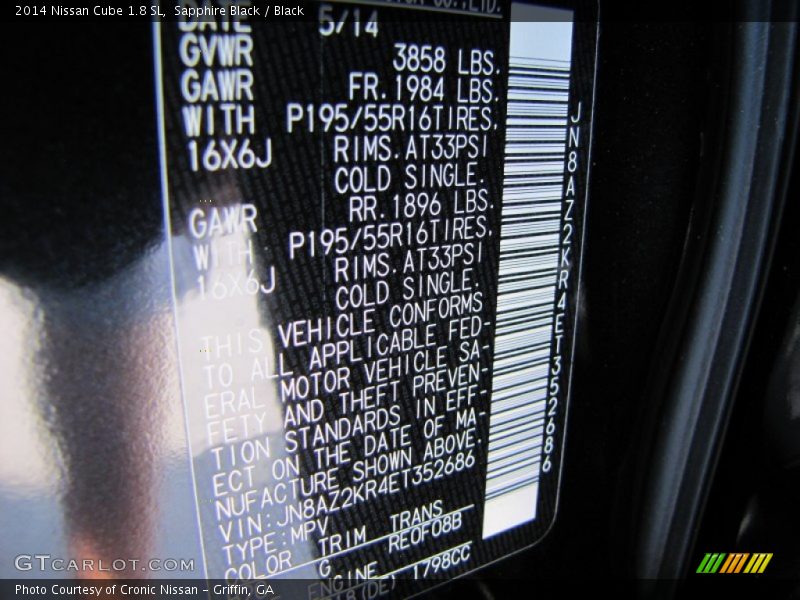 2014 Nissan Cube 1.8 SL, Sapphire Black / Black
DATE 5/14
GVWR 3858 LBS.
GAWR FR. 1984 LBS.
WITH P195/55R16TIRES.
16X6J RIMS. AT33PSI
COLD SINGLE.
GAWR RR. 1896 LBS.
WITH P195/55R16TIRES.
16X6J RIMS. AT33PSI
COLD SINGLE.
THIS VEHICLE CONFORMS
TO ALL APPLICABLE FED-
ERAL MOTOR VEHICLE SA-
FETY AND THEFT PREVEN-
TION STANDARDS IN EFF-
ECT ON THE DATE OF MA-
NUFACTURE SHOWN ABOVE.
VIN:JN8AZ2KR4ET352686
TYPE:MPV
COLOR TRIM TRANS
G RE0F08B
1798CC
JN8AZ2KR4ET352686
GTCARLOT.COM
Photo Courtesy of Cronic Nissan - Griffin, GA